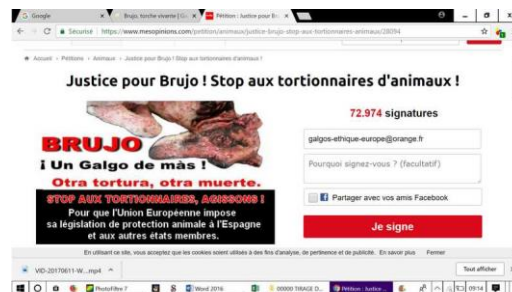 Google
Brujo, torche vivante | G
Pétition : Justice pour Br
Sécurisé | https://www.mesopinions.com/petition/animaux/justice-brujo-stop-aux-tortionnaires-animaux/28094
Accueil > Pétitions > Animaux > Justice pour Brujo ! Stop aux tortionnaires d'animaux !
Justice pour Brujo ! Stop aux tortionnaires d'animaux !
BRUJO
¡ Un Galgo de màs !
Otra tortura, otra muerte.
STOP AUX TORTIONNAIRES, AGISSONS !
Pour que l'Union Européenne impose
sa législation de protection animale à l'Espagne
et aux autres états membres.
72.974 signatures
galgos-ethique-europe@orange.fr
Pourquoi signez-vous ? (facultatif)
Partager avec vos amis Facebook
Je signe
En utilisant ce site, vous acceptez que les cookies soient utilisés à des fins d'analyse, de pertinence et de publicité. En savoir plus Fermer
VID-20170611-W....mp4
Tout afficher
PhotoFiltre 7
Word 2016
00000 TIRAGE D...
Pétition : Justice ...
09:14